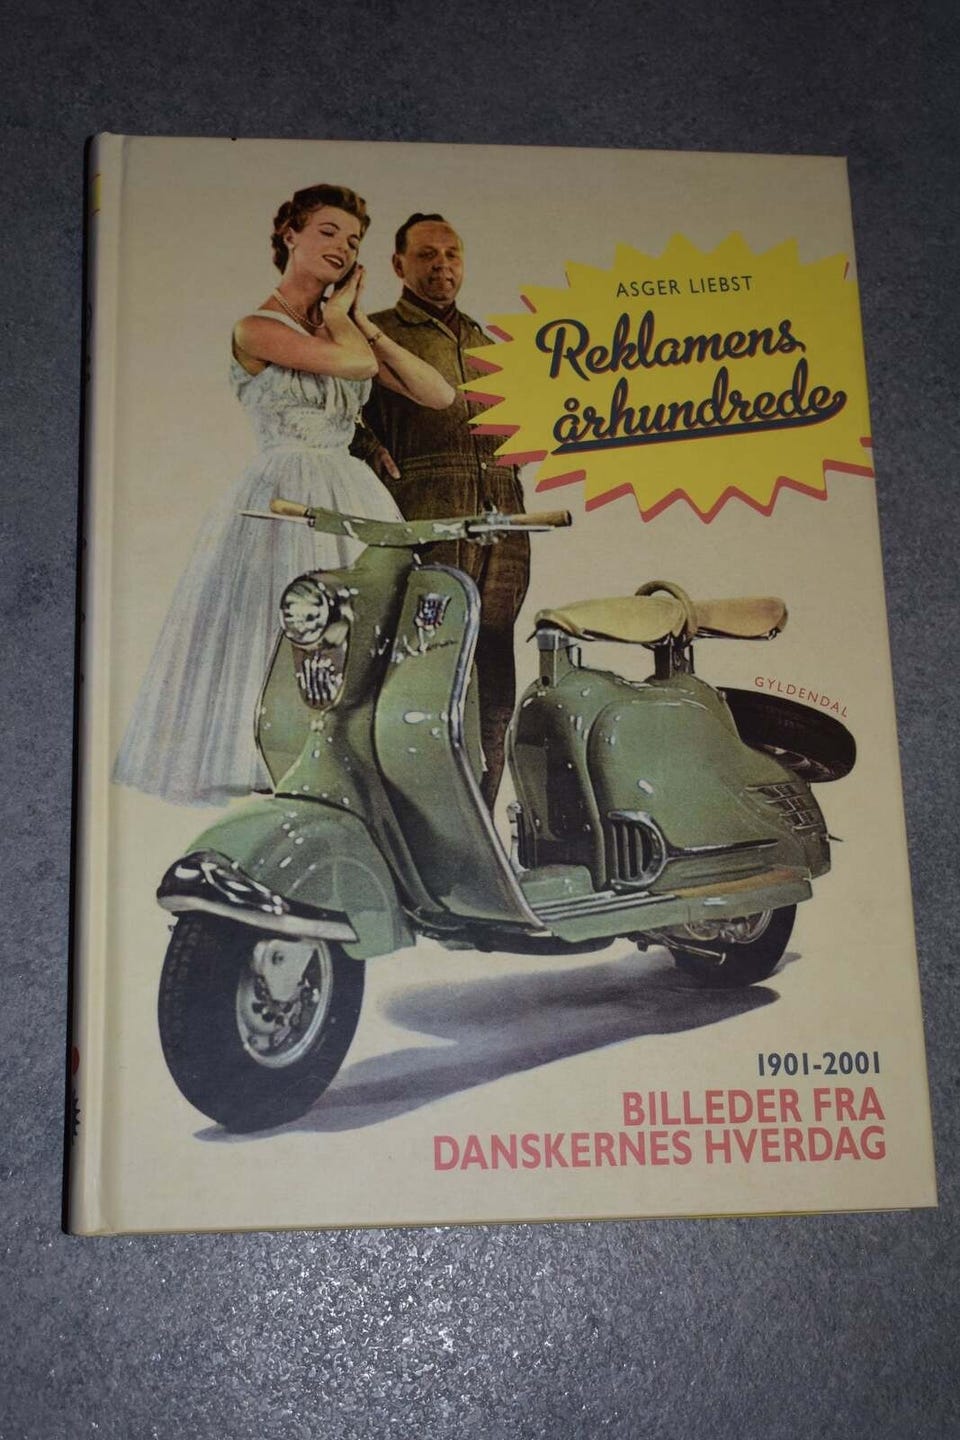 ASGER LIEBST
Reklamens
århundrede
GYLDENDAL
1901-2001
BILLEDER FRA
DANSKERNES HVERDAG